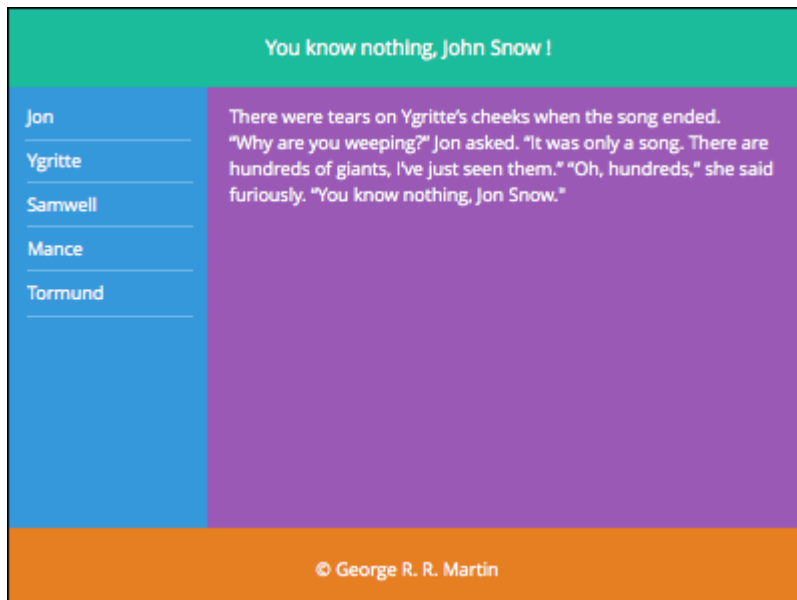 You know nothing, John Snow !
Jon
Ygritte
Samwell
Mance
Tormund
There were tears on Ygritte’s cheeks when the song ended.
“Why are you weeping?” Jon asked. “It was only a song. There are
hundreds of giants, I’ve just seen them.” “Oh, hundreds,” she said
furiously. “You know nothing, Jon Snow."
© George R. R. Martin